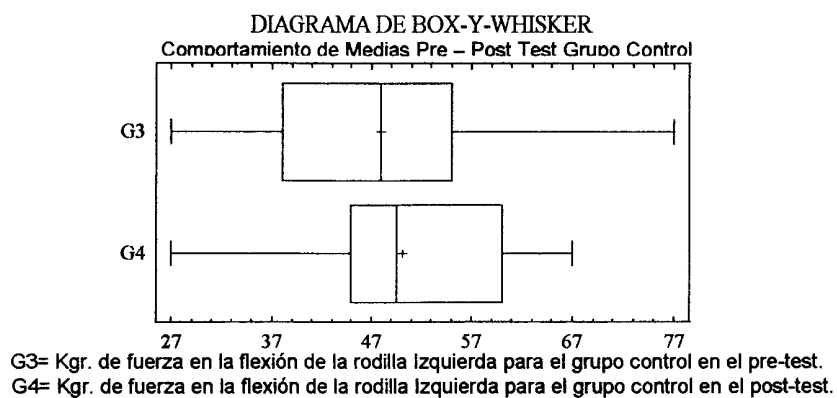 DIAGRAMA DE BOX-Y-WHISKER
Comportamiento de Medias Pre – Post Test Grupo Control
G3
G4
27 37 47 57 67 77
G3= Kgr. de fuerza en la flexión de la rodilla Izquierda para el grupo control en el pre-test.
G4= Kgr. de fuerza en la flexión de la rodilla Izquierda para el grupo control en el post-test.